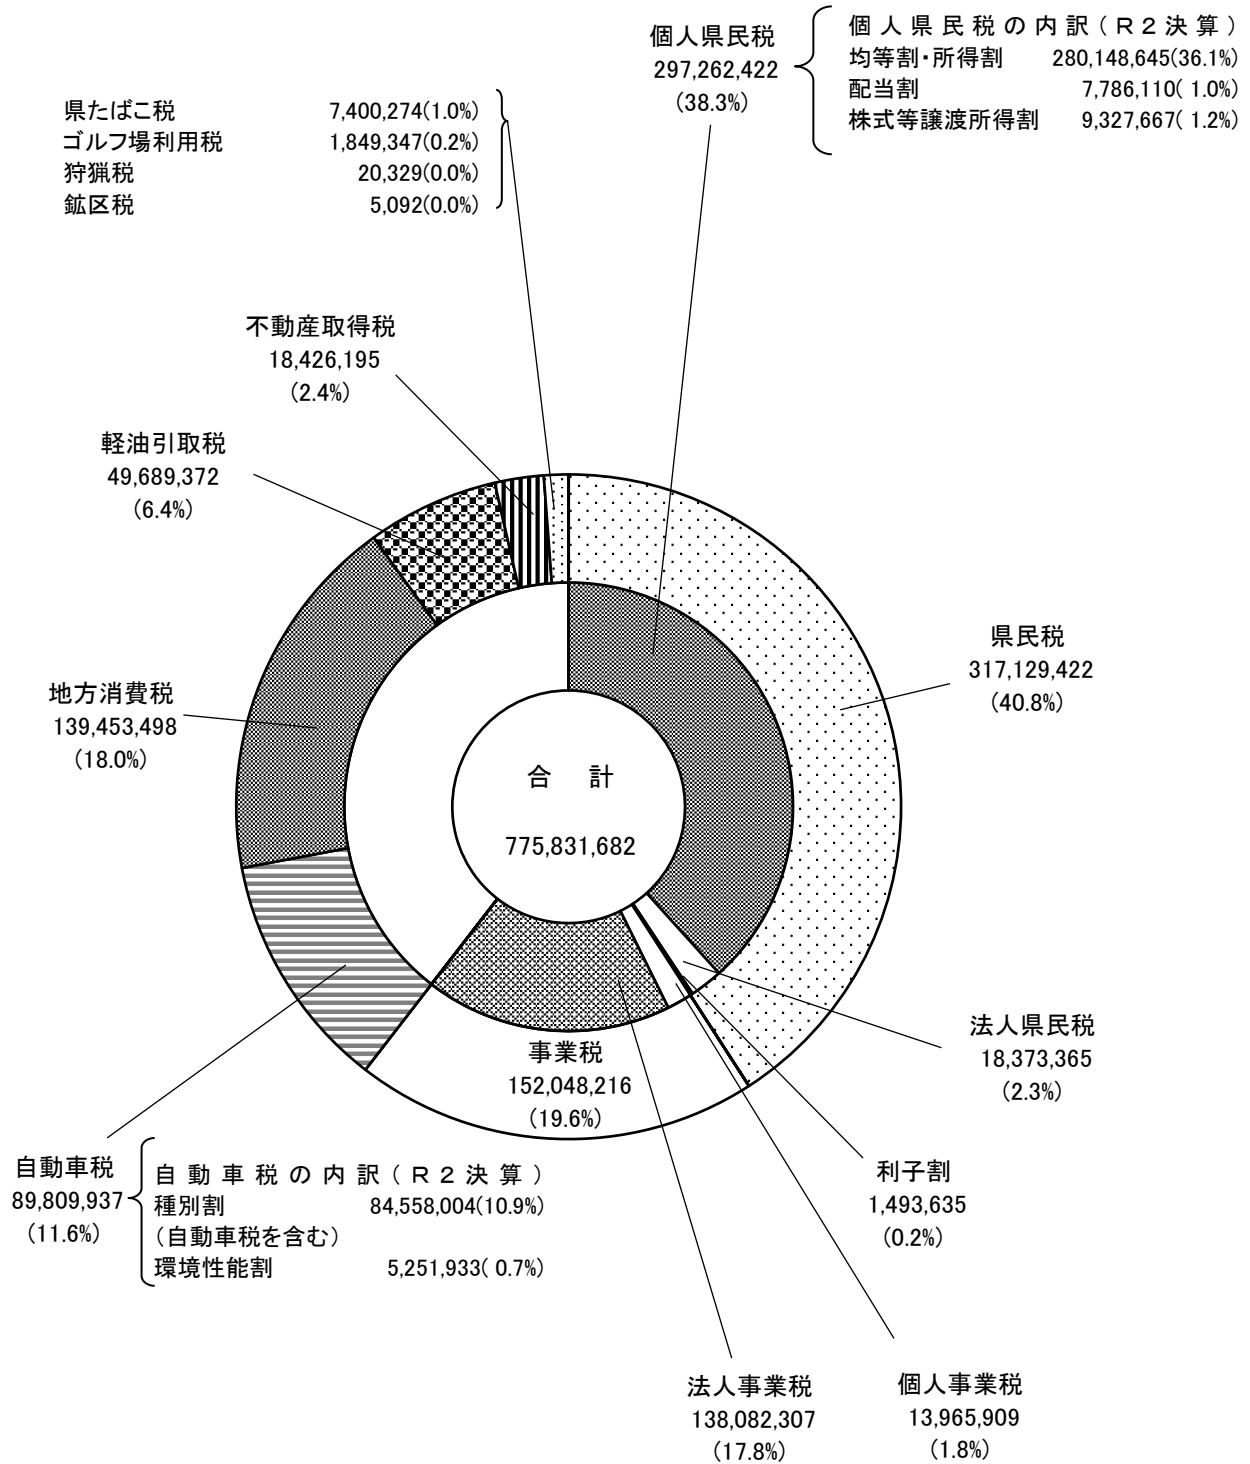 個人県民税
297,262,422
(38.3%)
個人県民税の内訳(R2決算)
均等割・所得割 280,148,645(36.1%)
配当割 7,786,110( 1.0%)
株式等譲渡所得割 9,327,667( 1.2%)
県たばこ税 7,400,274(1.0%)
ゴルフ場利用税 1,849,347(0.2%)
狩猟税 20,329(0.0%)
鉱区税 5,092(0.0%)
不動産取得税
18,426,195
(2.4%)
軽油引取税
49,689,372
(6.4%)
県民税
317,129,422
(40.8%)
地方消費税
139,453,498
(18.0%)
合 計
775,831,682
法人県民税
18,373,365
(2.3%)
事業税
152,048,216
(19.6%)
自動車税
89,809,937
(11.6%)
自動車税の内訳(R2決算)
種別割 84,558,004(10.9%)
(自動車税を含む)
環境性能割 5,251,933( 0.7%)
利子割
1,493,635
(0.2%)
法人事業税
138,082,307
(17.8%)
個人事業税
13,965,909
(1.8%)